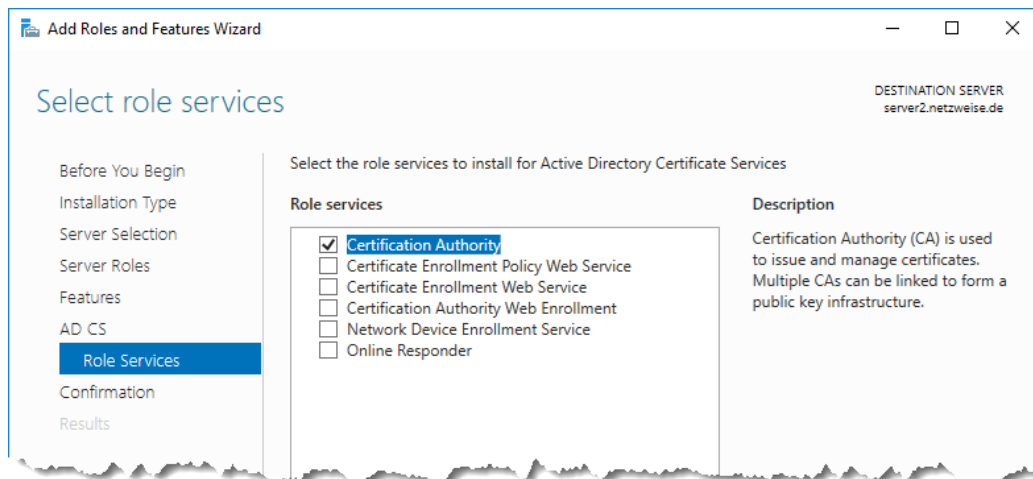 Add Roles and Features Wizard
Select role services
DESTINATION SERVER
server2.netzweise.de
Before You Begin
Installation Type
Server Selection
Server Roles
Features
AD CS
Role Services
Confirmation
Results
Select the role services to install for Active Directory Certificate Services
Role services
Certification Authority
Certificate Enrollment Policy Web Service
Certificate Enrollment Web Service
Certification Authority Web Enrollment
Network Device Enrollment Service
Online Responder
Description
Certification Authority (CA) is used
to issue and manage certificates.
Multiple CAs can be linked to form a
public key infrastructure.